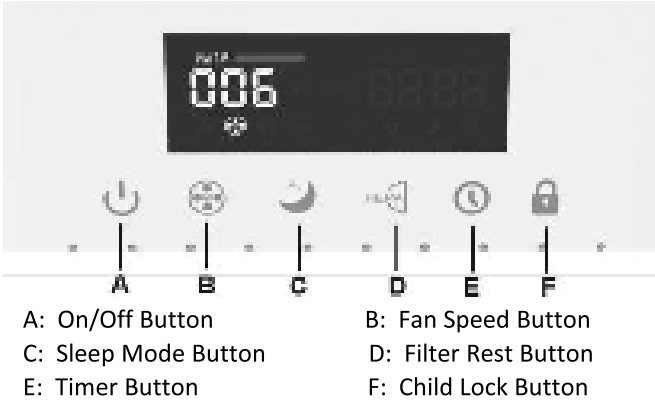 006
A B C D E F
A: On/Off Button B: Fan Speed Button
C: Sleep Mode Button D: Filter Rest Button
E: Timer Button F: Child Lock Button